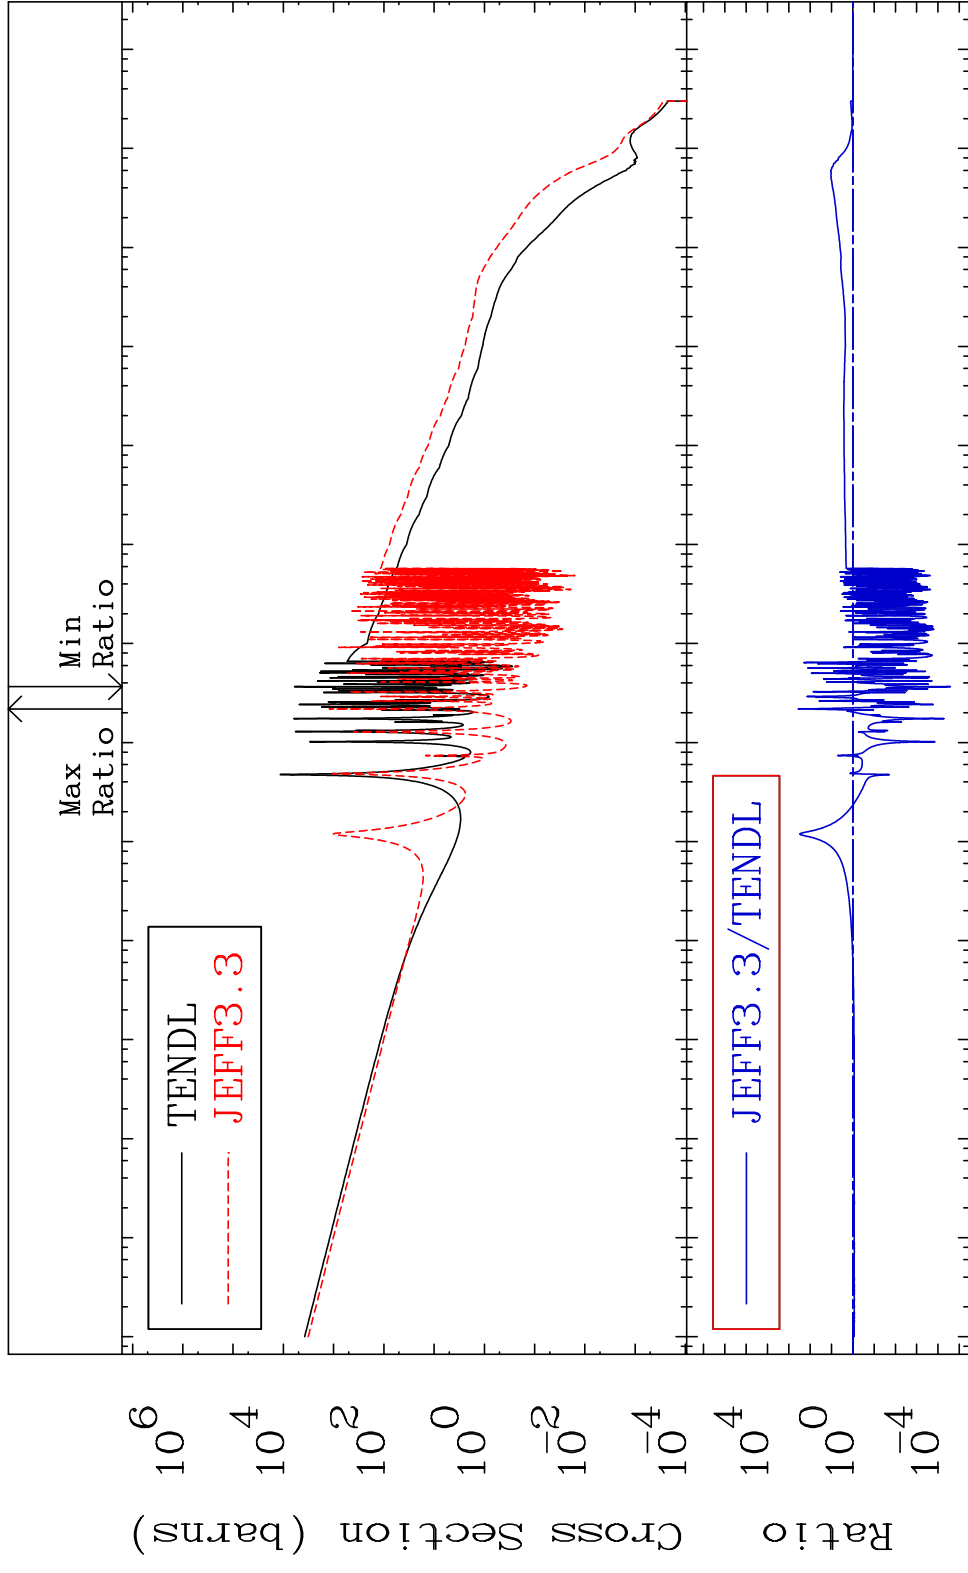 Max
Ratio
Min
Ratio
TENDL
JEFF3.3
JEFF3.3/TENDL
10^6
10^4
10^2
10^0
10^-2
10^-4
Cross Section (barns)
10^4
10^0
10^-4
Ratio